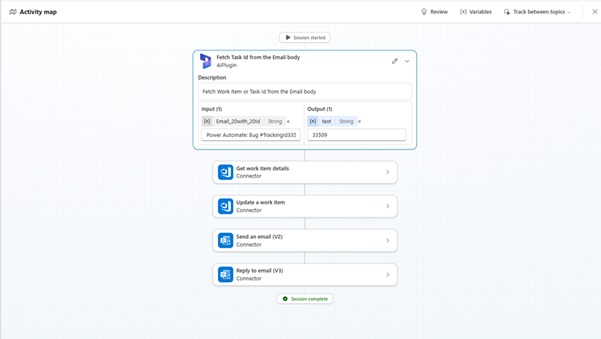 Activity map
Review
{x} Variables
Track between topics
Session started
Fetch Task Id from the Email body
AIPlugin
Description
Fetch Work item or Task Id from the Email body
Input (1)
Output (1)
{x} Email_20with_20Id String
{x} text String
Power Automate: Bug #TrackingId335
33509
Get work item details
Connector
Update a work item
Connector
Send an email (V2)
Connector
Reply to email (V3)
Connector
Session complete